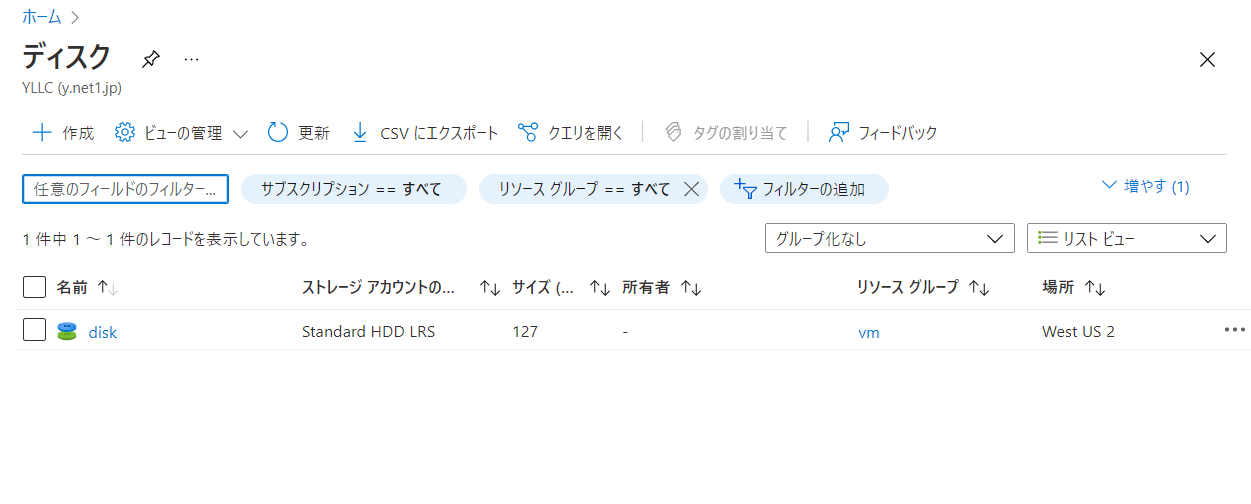 ホーム
ディスク
YLLC (y.net1.jp)
作成 ビューの管理 更新 CSV にエクスポート クエリを開く タグの割り当て フィードバック
任意のフィールドのフィルター... サブスクリプション == すべて リソース グループ == すべて フィルターの追加 増やす (1)
1 件中 1 ～ 1 件のレコードを表示しています。 グループ化なし リスト ビュー
名前 ストレージ アカウントの... サイズ (... 所有者 リソース グループ 場所
disk Standard HDD LRS 127 - vm West US 2